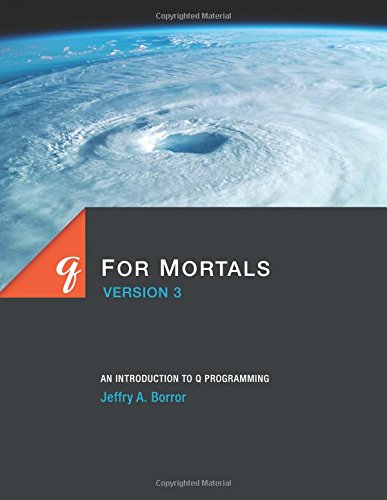 Copyrighted Material
q FOR MORTALS
VERSION 3
AN INTRODUCTION TO Q PROGRAMMING
Jeffry A. Borror
Copyrighted Material